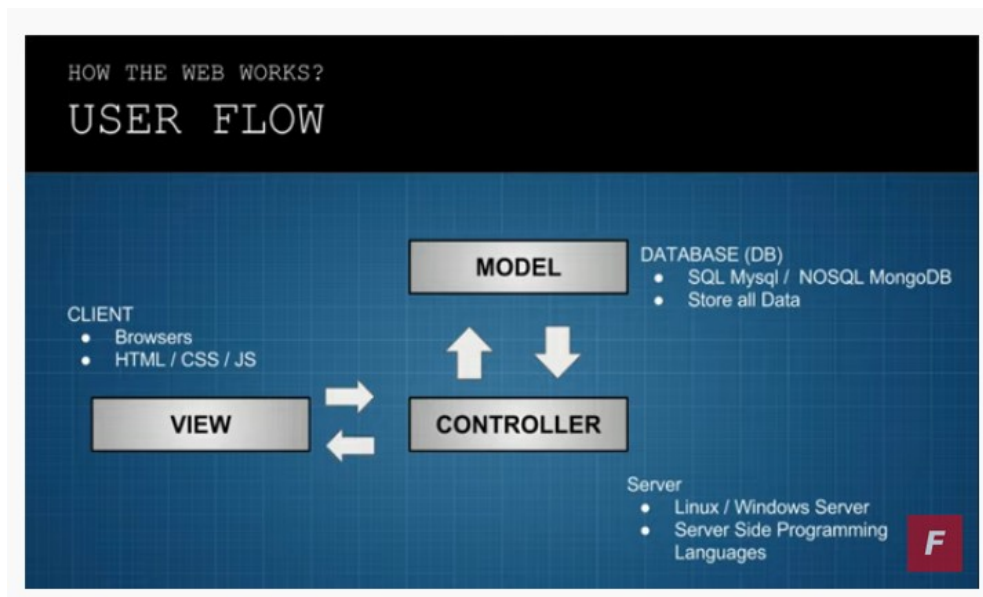 HOW THE WEB WORKS?
USER FLOW
MODEL
DATABASE (DB)
● SQL Mysql / NOSQL MongoDB
● Store all Data
CLIENT
● Browsers
● HTML / CSS / JS
VIEW
CONTROLLER
Server
● Linux / Windows Server
● Server Side Programming
Languages
F